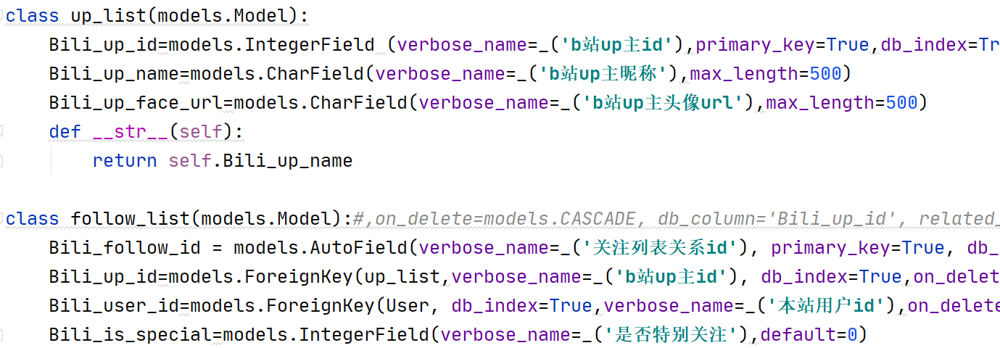 class up_list(models.Model):
    Bili_up_id=models.IntegerField (verbose_name=_('b站up主id'),primary_key=True,db_index=Tr
    Bili_up_name=models.CharField(verbose_name=_('b站up主昵称'),max_length=500)
    Bili_up_face_url=models.CharField(verbose_name=_('b站up主头像url'),max_length=500)
    def __str__(self):
        return self.Bili_up_name
class follow_list(models.Model):#,on_delete=models.CASCADE, db_column='Bili_up_id', related_
    Bili_follow_id = models.AutoField(verbose_name=_('关注列表关系id'), primary_key=True, db_
    Bili_up_id=models.ForeignKey(up_list,verbose_name=_('b站up主id'), db_index=True,on_delet
    Bili_user_id=models.ForeignKey(User, db_index=True,verbose_name=_('本站用户id'),on_delete
    Bili_is_special=models.IntegerField(verbose_name=_('是否特别关注'),default=0)